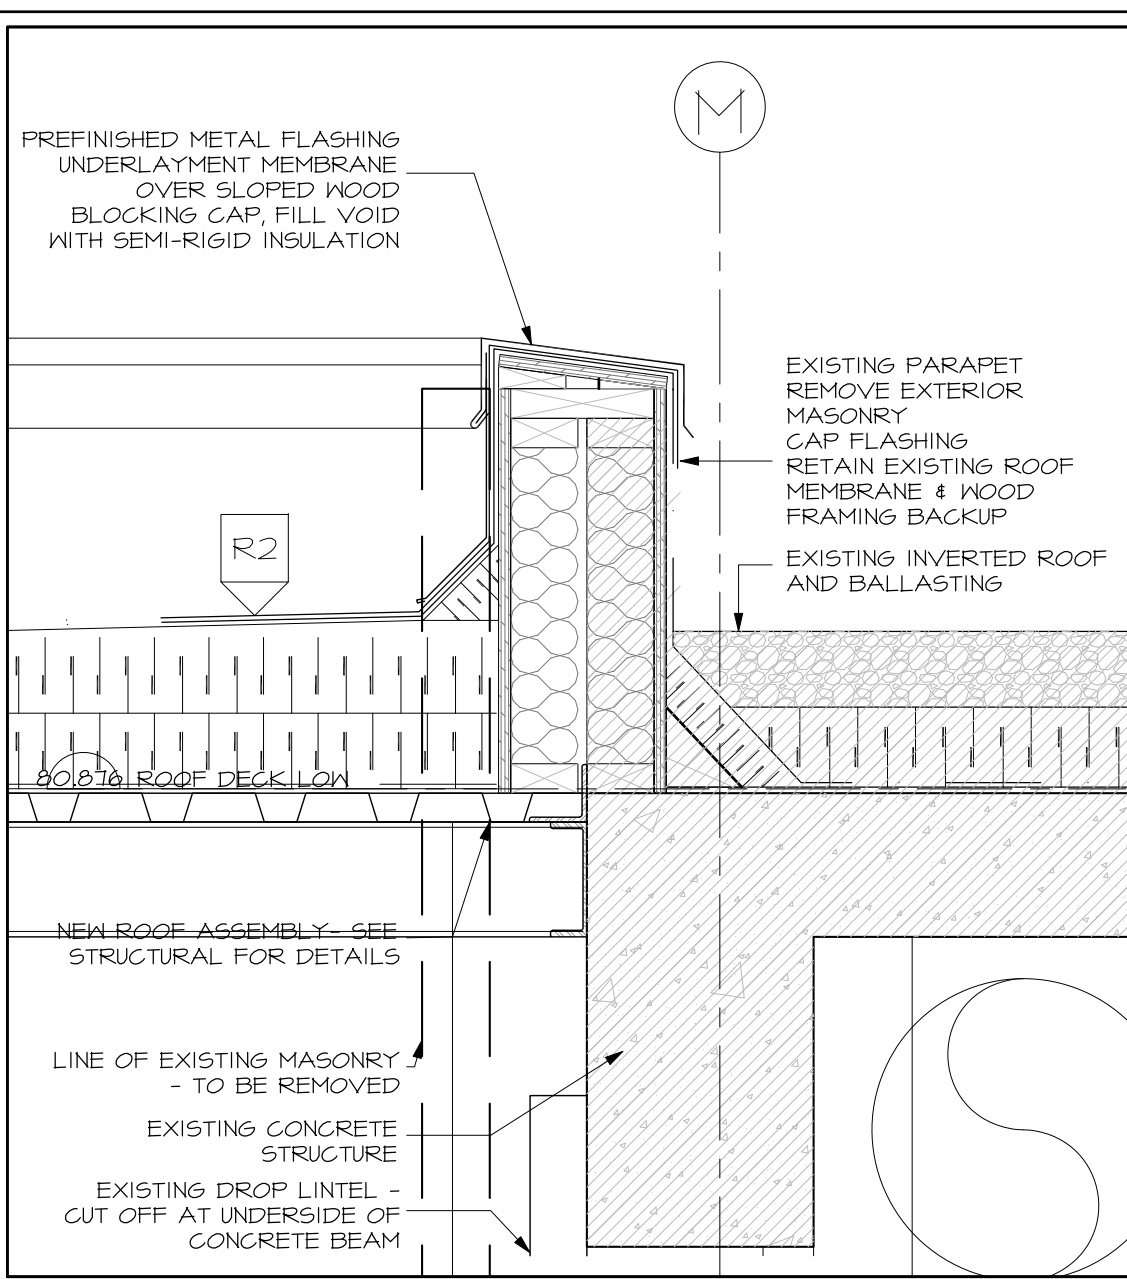 M
PREFINISHED METAL FLASHING
UNDERLAYMENT MEMBRANE
OVER SLOPED WOOD
BLOCKING CAP, FILL VOID
WITH SEMI-RIGID INSULATION
EXISTING PARAPET
REMOVE EXTERIOR
MASONRY
CAP FLASHING
RETAIN EXISTING ROOF
MEMBRANE & WOOD
FRAMING BACKUP
R2
EXISTING INVERTED ROOF
AND BALLASTING
80.876 ROOF DECK LOW
NEW ROOF ASSEMBLY- SEE
STRUCTURAL FOR DETAILS
LINE OF EXISTING MASONRY
- TO BE REMOVED
EXISTING CONCRETE
STRUCTURE
EXISTING DROP LINTEL -
CUT OFF AT UNDERSIDE OF
CONCRETE BEAM